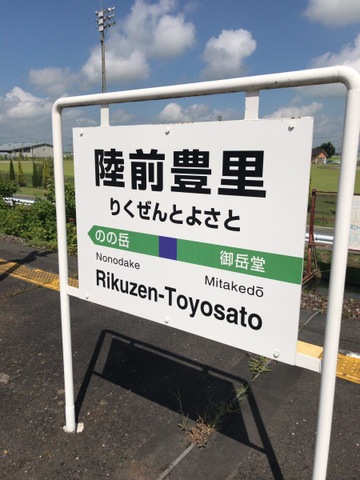 陸前豊里
りくぜんとよさと
のの岳 御岳堂
Nonodake Mitakedō
Rikuzen-Toyosato